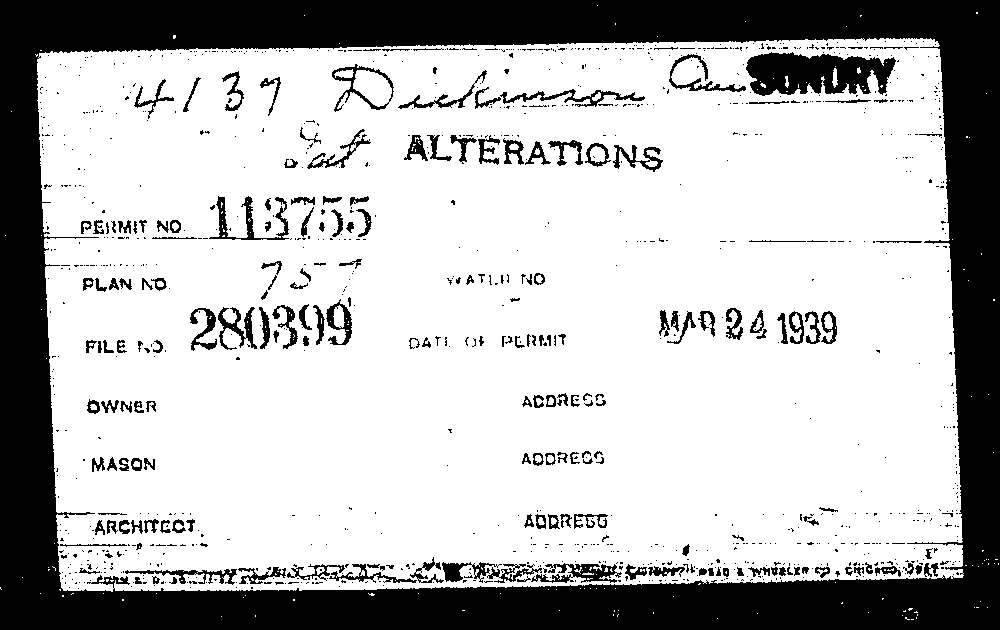 4137 Dickinson Ave SUNDRY
Int. ALTERATIONS
PERMIT NO. 113755
PLAN NO. 757 WATER NO
FILE NO. 280399 DATE OF PERMIT MAR 24 1939
OWNER ADDRESS
MASON ADDRESS
ARCHITECT ADDRESS